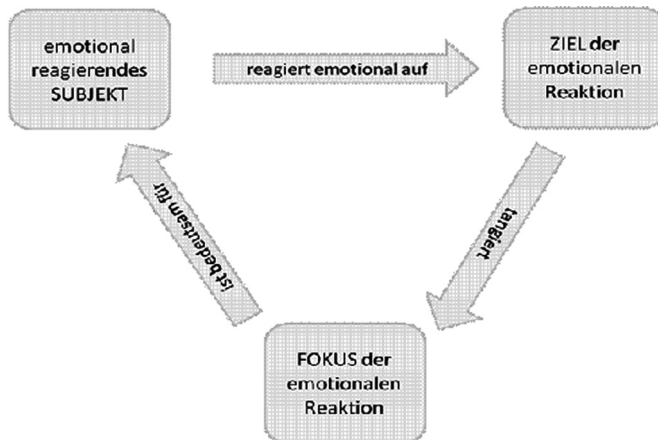 emotional
reagierendes
SUBJEKT
reagiert emotional auf
ZIEL der
emotionalen
Reaktion
tangiert
FOKUS der
emotionalen
Reaktion
ist bedeutsam für